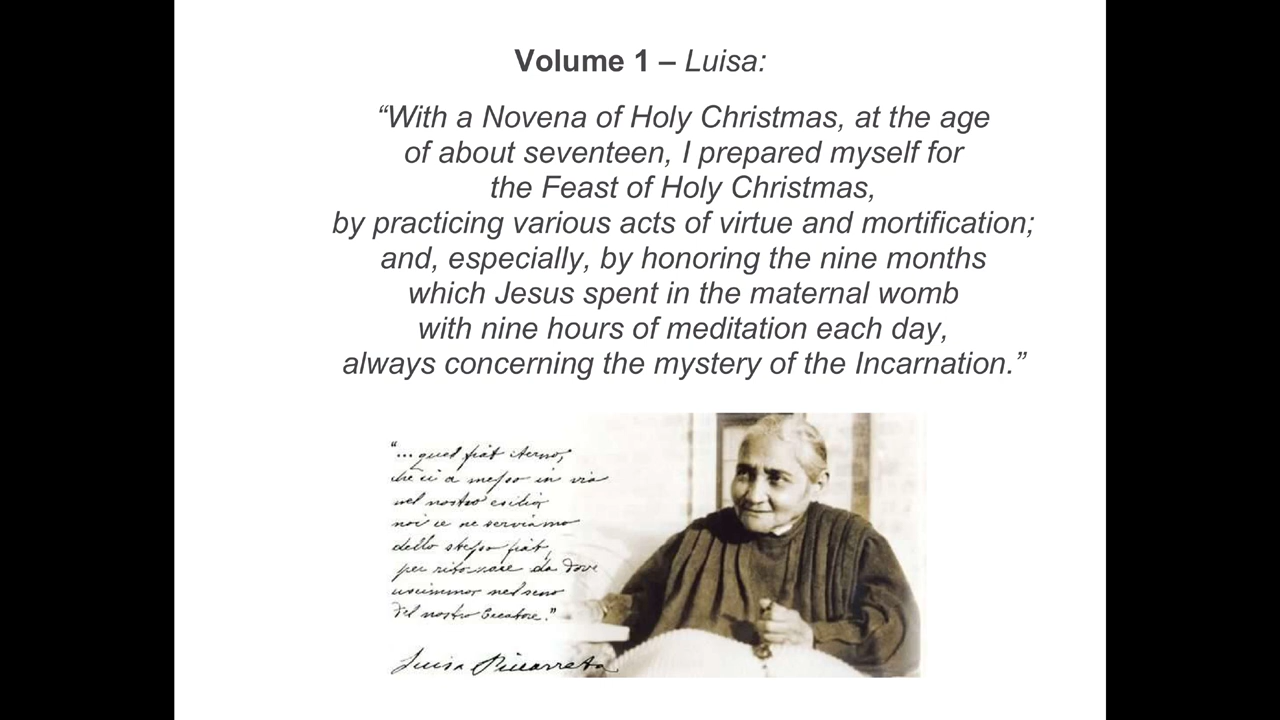 Volume 1 – Luisa:
“With a Novena of Holy Christmas, at the age
of about seventeen, I prepared myself for
the Feast of Holy Christmas,
by practicing various acts of virtue and mortification;
and, especially, by honoring the nine months
which Jesus spent in the maternal womb
with nine hours of meditation each day,
always concerning the mystery of the Incarnation.”
“... quel fiat eterno,
che ci a messo in via
nel nostro esilio,
noi ce ne serviamo
dello stesso fiat,
per ritornare da dove
uscimmo, nel seno
del nostro Creatore.”
Luisa Piccarreta